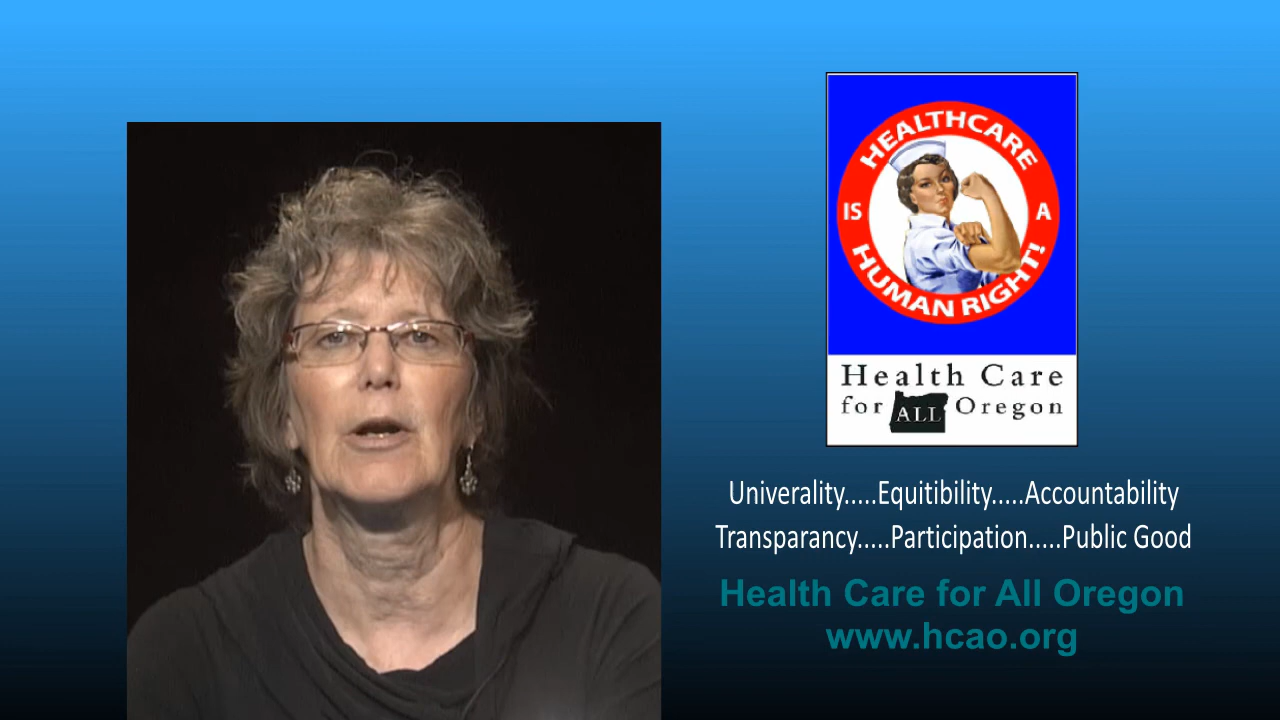 HEALTHCARE
IS A
HUMAN RIGHT!
Health Care
for ALL Oregon
Univerality.....Equitibility.....Accountability
Transparancy.....Participation.....Public Good
Health Care for All Oregon
www.hcao.org